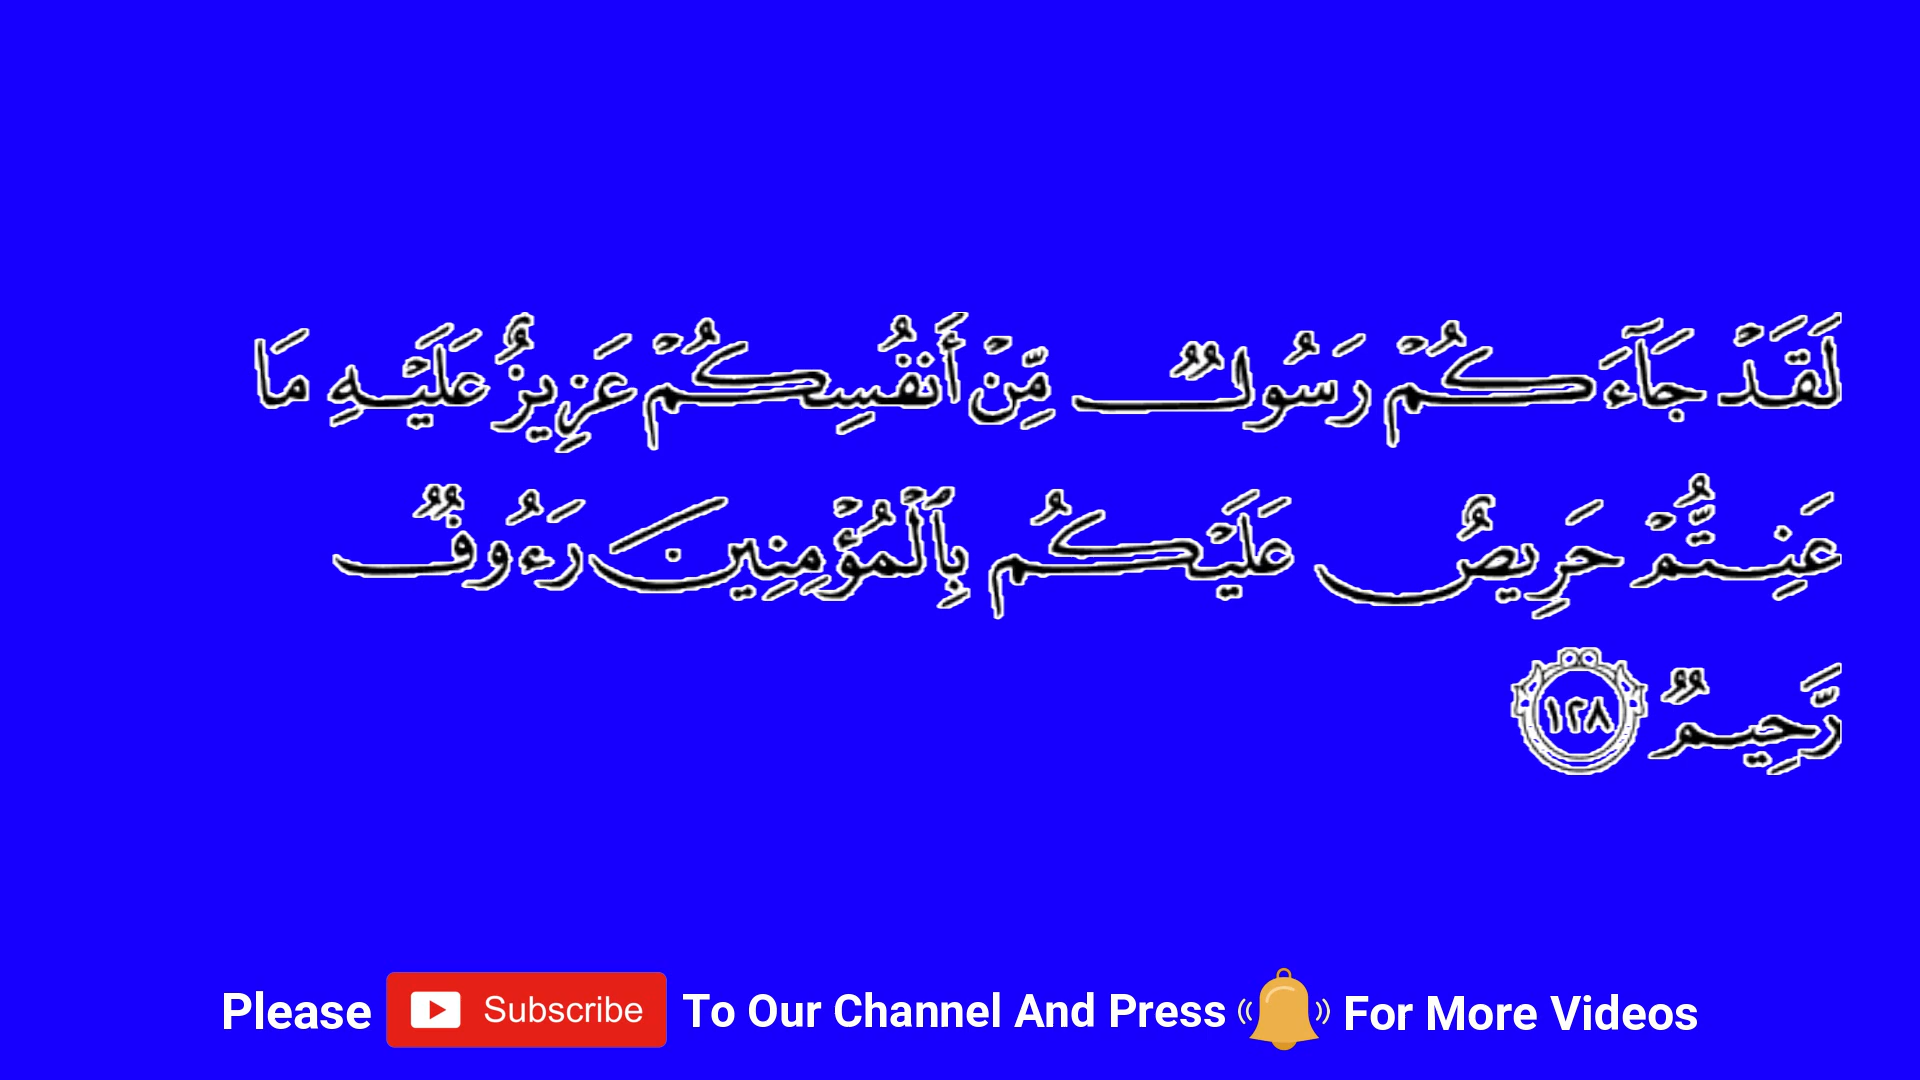 لَقَدۡ جَآءَكُمۡ رَسُولٞ مِّنۡ أَنفُسِكُمۡ عَزِيزٌ عَلَيۡهِ مَا
عَنِتُّمۡ حَرِيصٌ عَلَيۡكُم بِٱلۡمُؤۡمِنِينَ رَءُوفٞ
رَّحِيمٞ ١٢٨
Please Subscribe To Our Channel And Press For More Videos